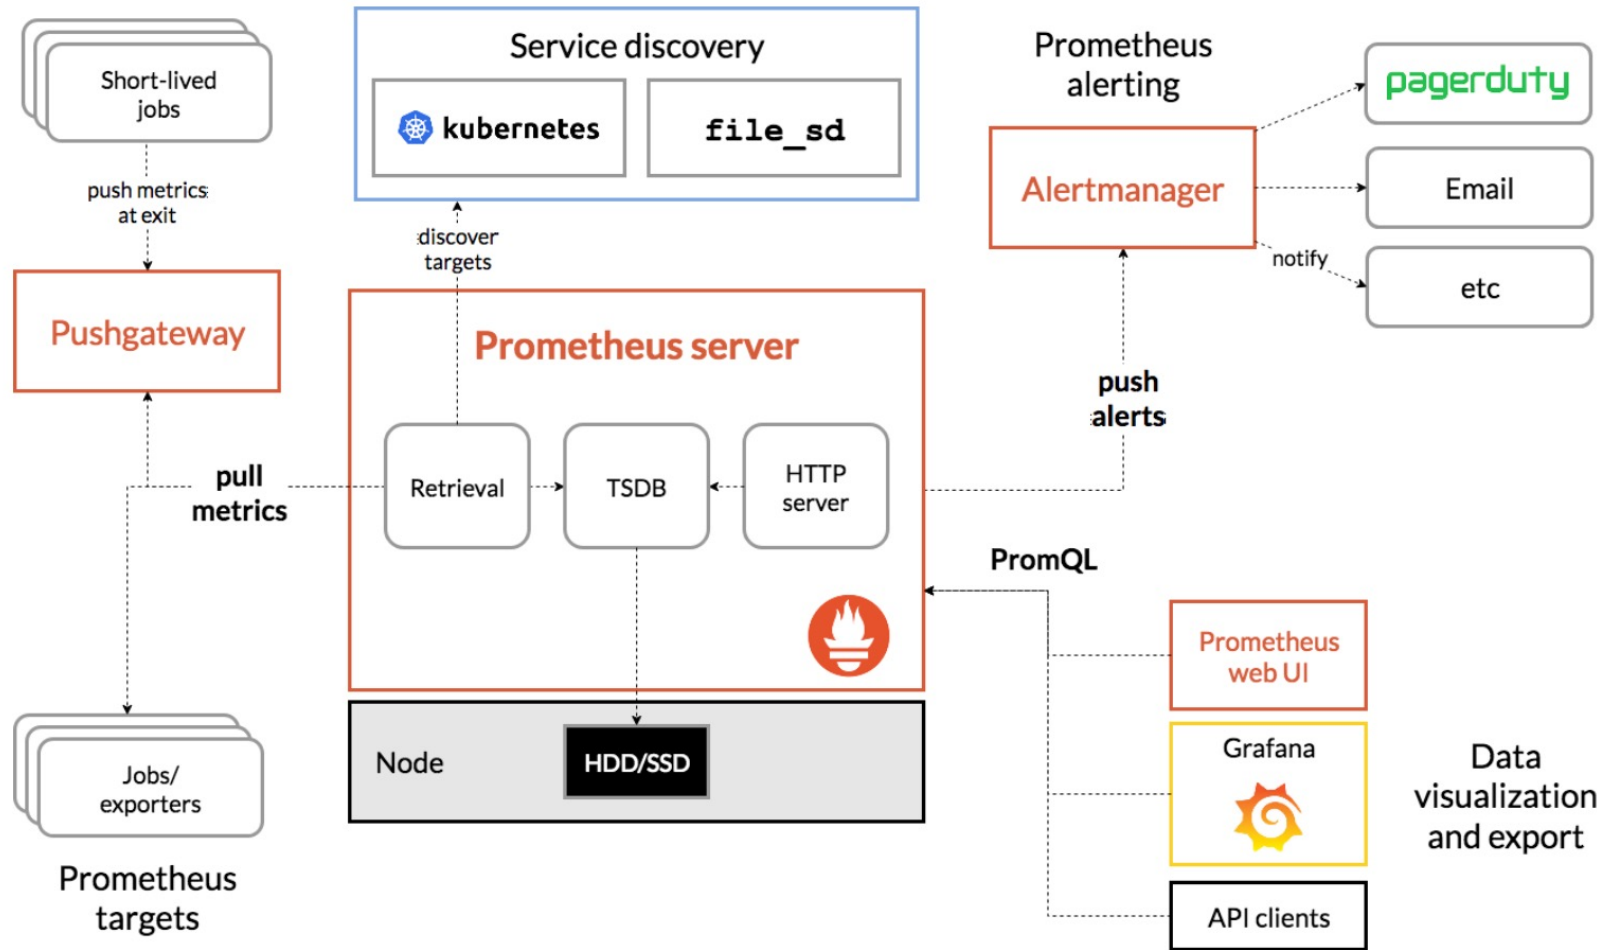 Short-lived
jobs
push metrics
at exit
Pushgateway
Service discovery
kubernetes
file_sd
discover
targets
Prometheus
alerting
Alertmanager
pagerduty
Email
notify
etc
Prometheus server
push
alerts
pull
metrics
Retrieval
TSDB
HTTP
server
PromQL
Node
HDD/SSD
Jobs/
exporters
Prometheus
targets
Prometheus
web UI
Grafana
API clients
Data
visualization
and export